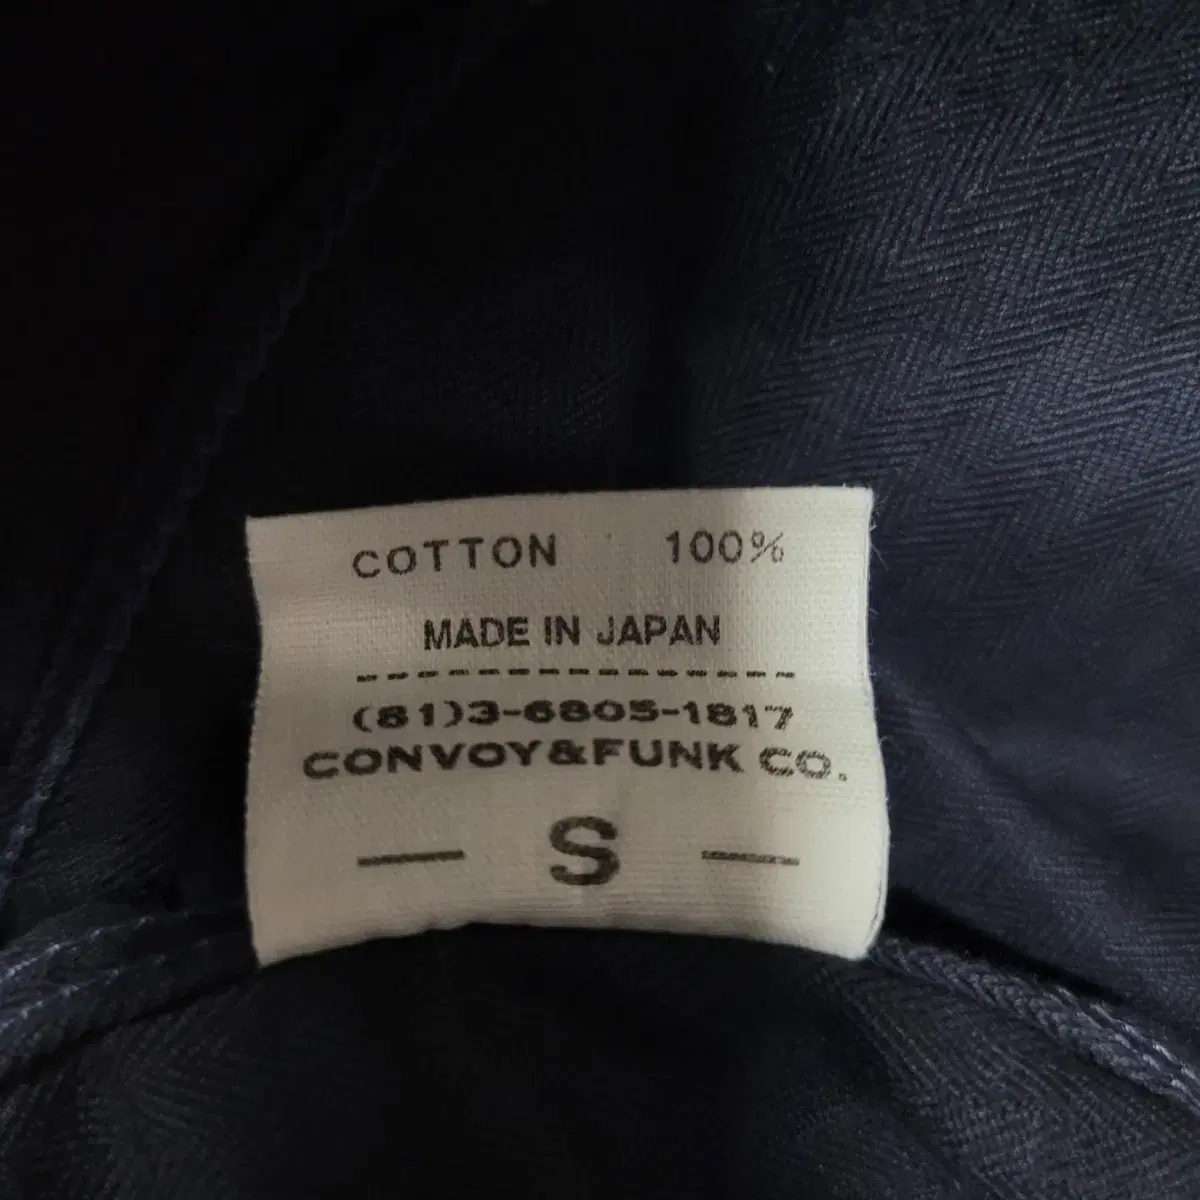 COTTON 100%
MADE IN JAPAN
(81)3-6805-1817
CONVOY&FUNK CO.
— S —